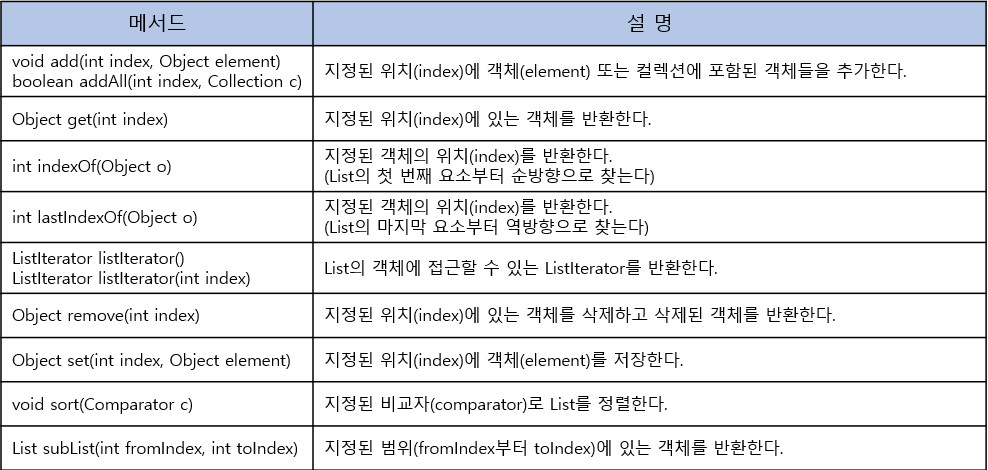 메서드
설 명
void add(int index, Object element)
boolean addAll(int index, Collection c)
지정된 위치(index)에 객체(element) 또는 컬렉션에 포함된 객체들을 추가한다.
Object get(int index)
지정된 위치(index)에 있는 객체를 반환한다.
int indexOf(Object o)
지정된 객체의 위치(index)를 반환한다.
(List의 첫 번째 요소부터 순방향으로 찾는다)
int lastIndexOf(Object o)
지정된 객체의 위치(index)를 반환한다.
(List의 마지막 요소부터 역방향으로 찾는다)
ListIterator listIterator()
ListIterator listIterator(int index)
List의 객체에 접근할 수 있는 ListIterator를 반환한다.
Object remove(int index)
지정된 위치(index)에 있는 객체를 삭제하고 삭제된 객체를 반환한다.
Object set(int index, Object element)
지정된 위치(index)에 객체(element)를 저장한다.
void sort(Comparator c)
지정된 비교자(comparator)로 List를 정렬한다.
List subList(int fromIndex, int toIndex)
지정된 범위(fromIndex부터 toIndex)에 있는 객체를 반환한다.